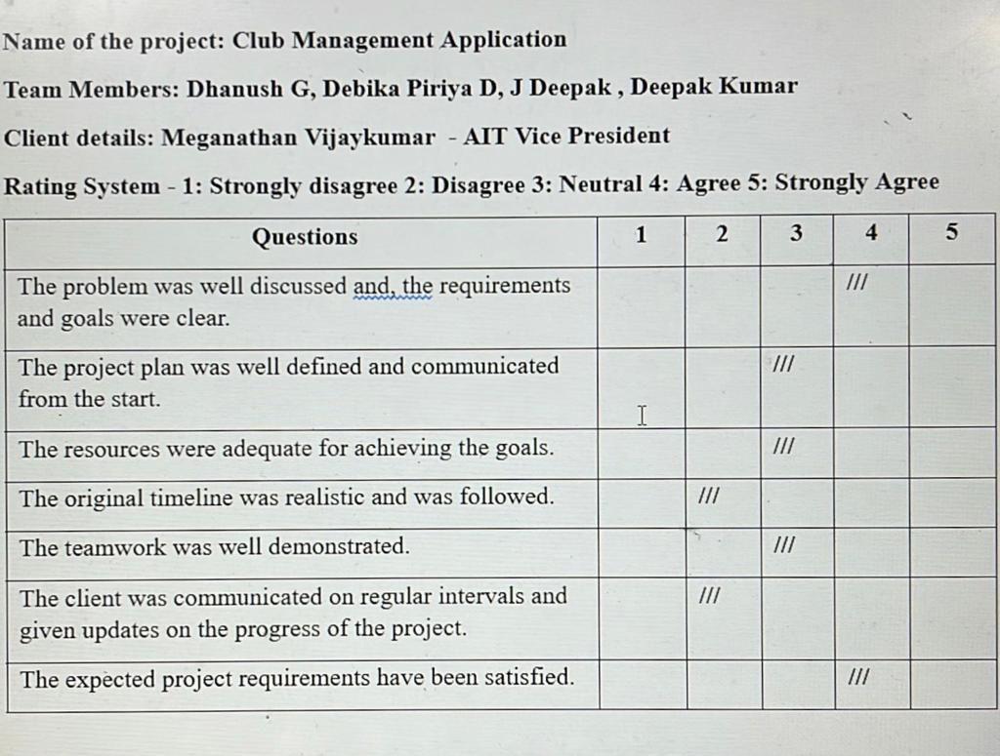 Name of the project: Club Management Application
Team Members: Dhanush G, Debika Piriya D, J Deepak , Deepak Kumar
Client details: Meganathan Vijaykumar - AIT Vice President
Rating System - 1: Strongly disagree 2: Disagree 3: Neutral 4: Agree 5: Strongly Agree
Questions 1 2 3 4 5
The problem was well discussed and, the requirements ///
and goals were clear.
The project plan was well defined and communicated ///
from the start.
The resources were adequate for achieving the goals. ///
The original timeline was realistic and was followed. ///
The teamwork was well demonstrated. ///
The client was communicated on regular intervals and ///
given updates on the progress of the project.
The expected project requirements have been satisfied. ///